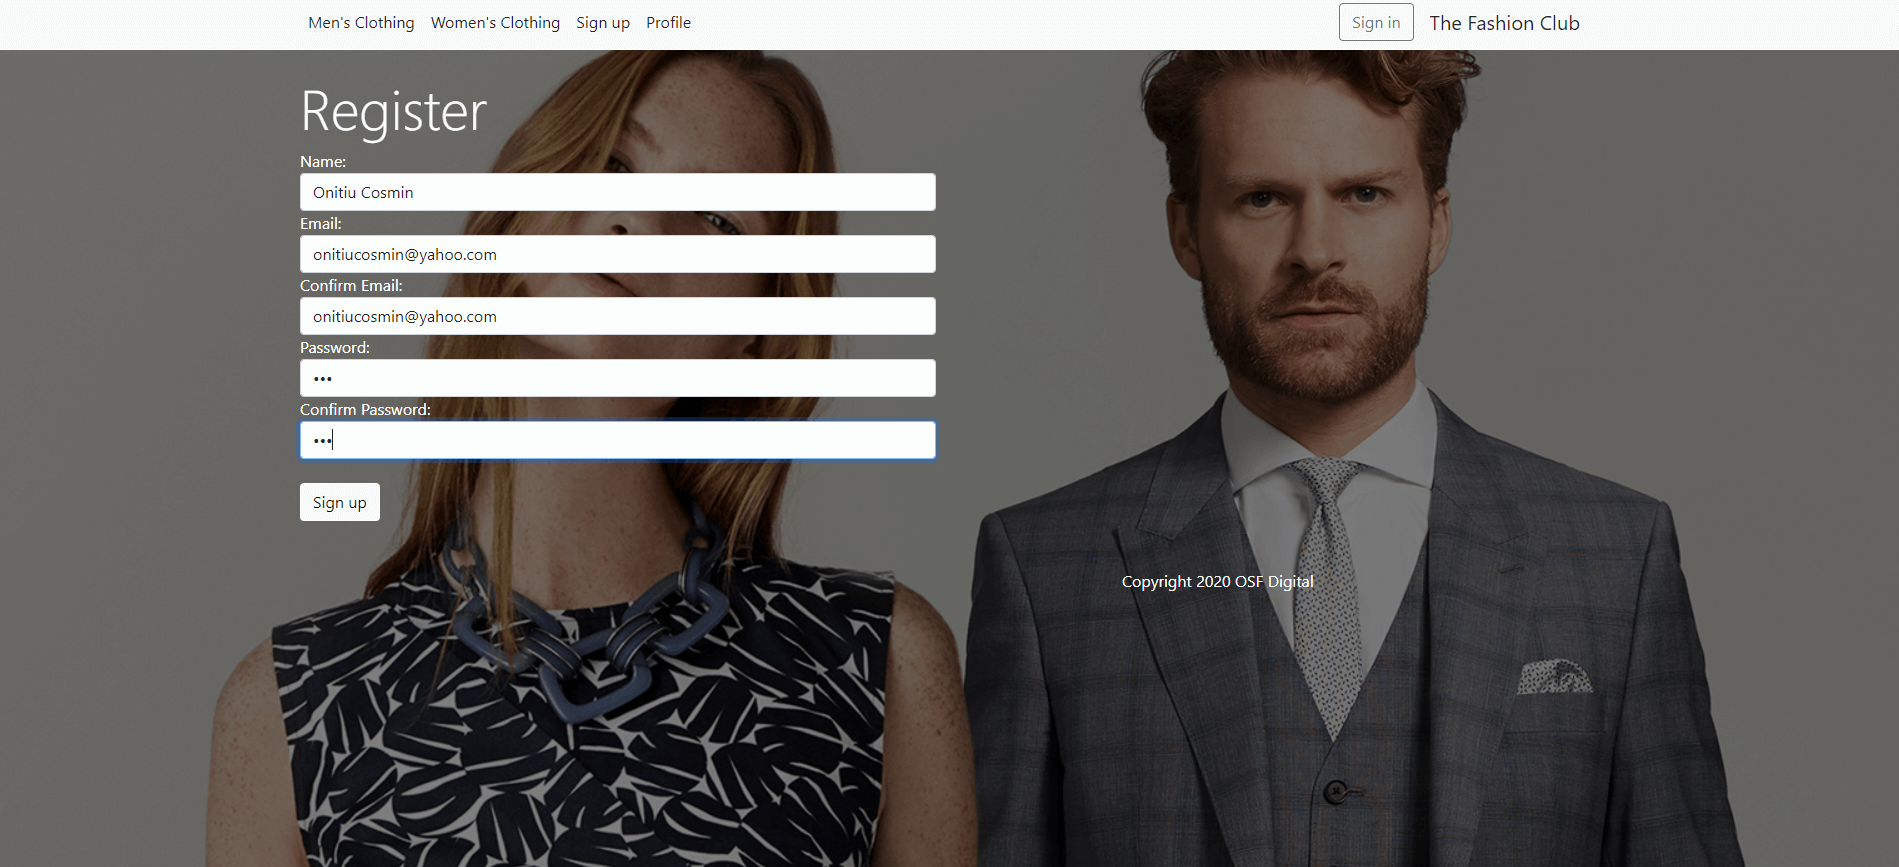 Men's Clothing Women's Clothing Sign up Profile Sign in The Fashion Club
Register
Name:
Onitiu Cosmin
Email:
onitiucosmin@yahoo.com
Confirm Email:
onitiucosmin@yahoo.com
Password:
•••
Confirm Password:
•••
Sign up
Copyright 2020 OSF Digital